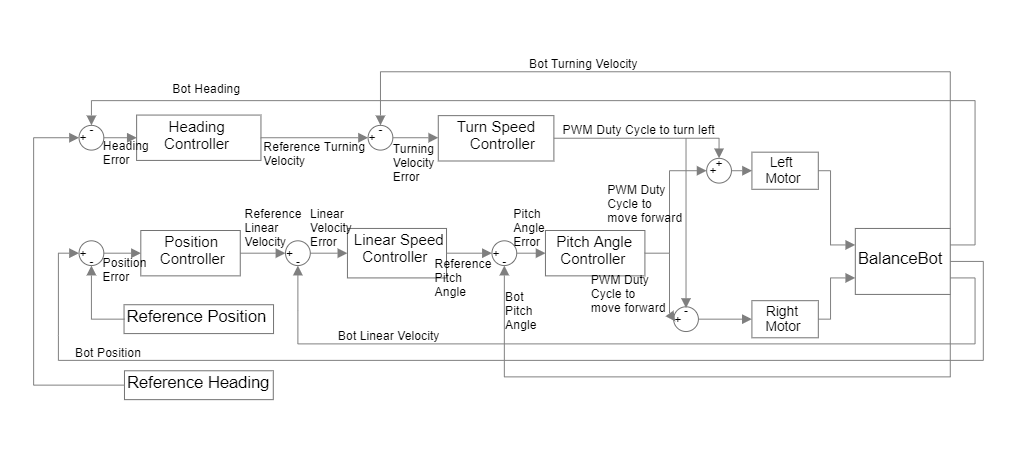 Bot Turning Velocity
Bot Heading
-
-
+
+
Heading
Error
Heading
Controller
Reference Turning
Velocity
Turning
Velocity
Error
Turn Speed
Controller
PWM Duty Cycle to turn left
+
+
Left
Motor
PWM Duty
Cycle to
move forward
Reference
Linear
Velocity
Linear
Velocity
Error
Pitch
Angle
Error
+
-
Position
Error
Position
Controller
+
-
Linear Speed
Controller
Reference
Pitch
Angle
+
-
Pitch Angle
Controller
BalanceBot
PWM Duty
Cycle to
move forward
Bot
Pitch
Angle
-
+
Right
Motor
Reference Position
Bot Linear Velocity
Bot Position
Reference Heading